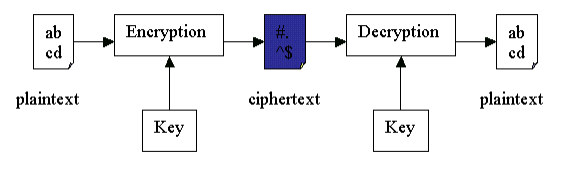 ab
cd
Encryption
#.
^$
Decryption
ab
cd
plaintext
ciphertext
plaintext
Key
Key